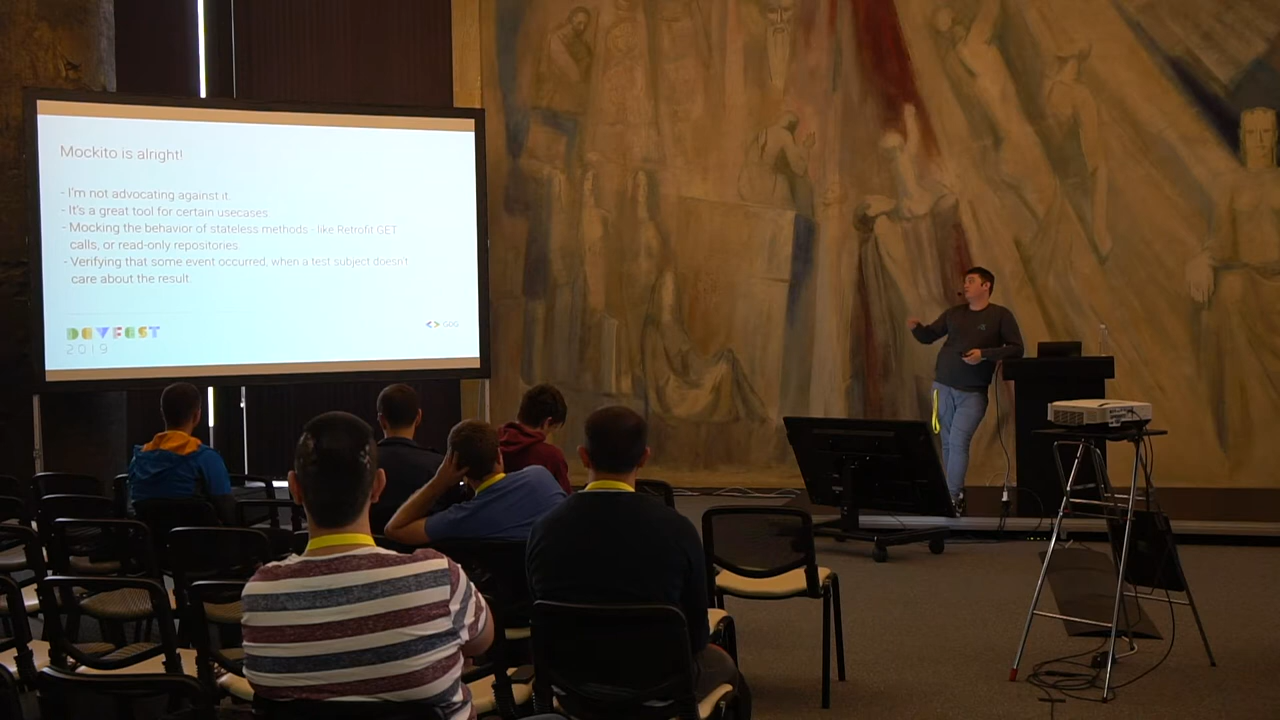 Mockito is alright!
- I'm not advocating against it.
- It's a great tool for certain usecases.
- Mocking the behavior of stateless methods - like Retrofit GET
calls, or read-only repositories.
- Verifying that some event occurred, when a test subject doesn't
care about the result.
DEVFEST
2019
GDG